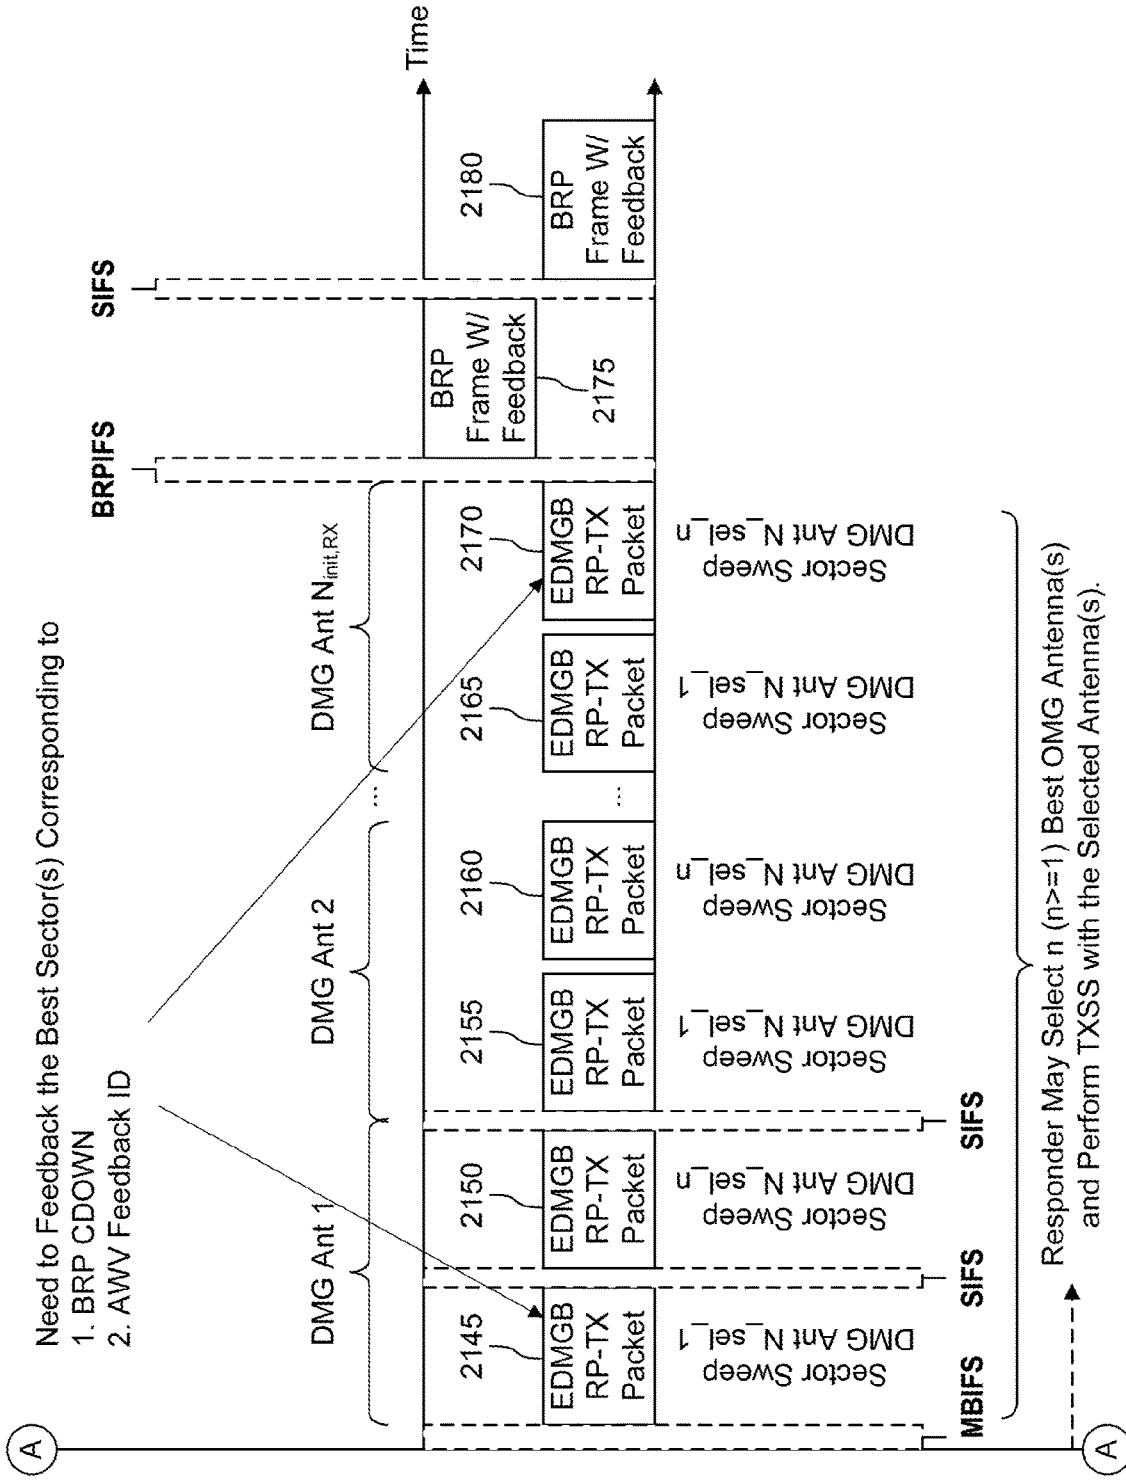 Need to Feedback the Best Sector(s) Corresponding to
1. BRP CDOWN
2. AWV Feedback ID
A
DMG Ant 1
DMG Ant 2
...
DMG Ant Ninit,RX
BRPIFS
SIFS
Time
2145
EDMGB
RP-TX
Packet
2150
EDMGB
RP-TX
Packet
2155
EDMGB
RP-TX
Packet
2160
EDMGB
RP-TX
Packet
...
2165
EDMGB
RP-TX
Packet
2170
EDMGB
RP-TX
Packet
BRP
Frame W/
Feedback
2175
2180
BRP
Frame W/
Feedback
Sector Sweep
DMG Ant N_sel_1
Sector Sweep
DMG Ant N_sel_n
Sector Sweep
DMG Ant N_sel_1
Sector Sweep
DMG Ant N_sel_n
Sector Sweep
DMG Ant N_sel_1
Sector Sweep
DMG Ant N_sel_n
MBIFS
SIFS
SIFS
Responder May Select n (n>=1) Best OMG Antenna(s
and Perform TXSS with the Selected Antenna(s).
A